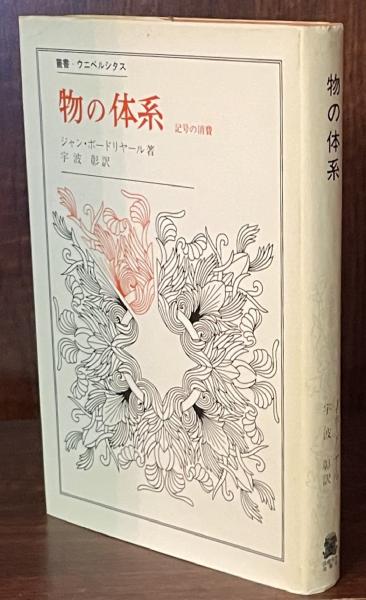 叢書・ウニベルシタス
物の体系 記号の消費
ジャン・ボードリヤール著
宇波 彰訳
物の体系
宇波 彰訳